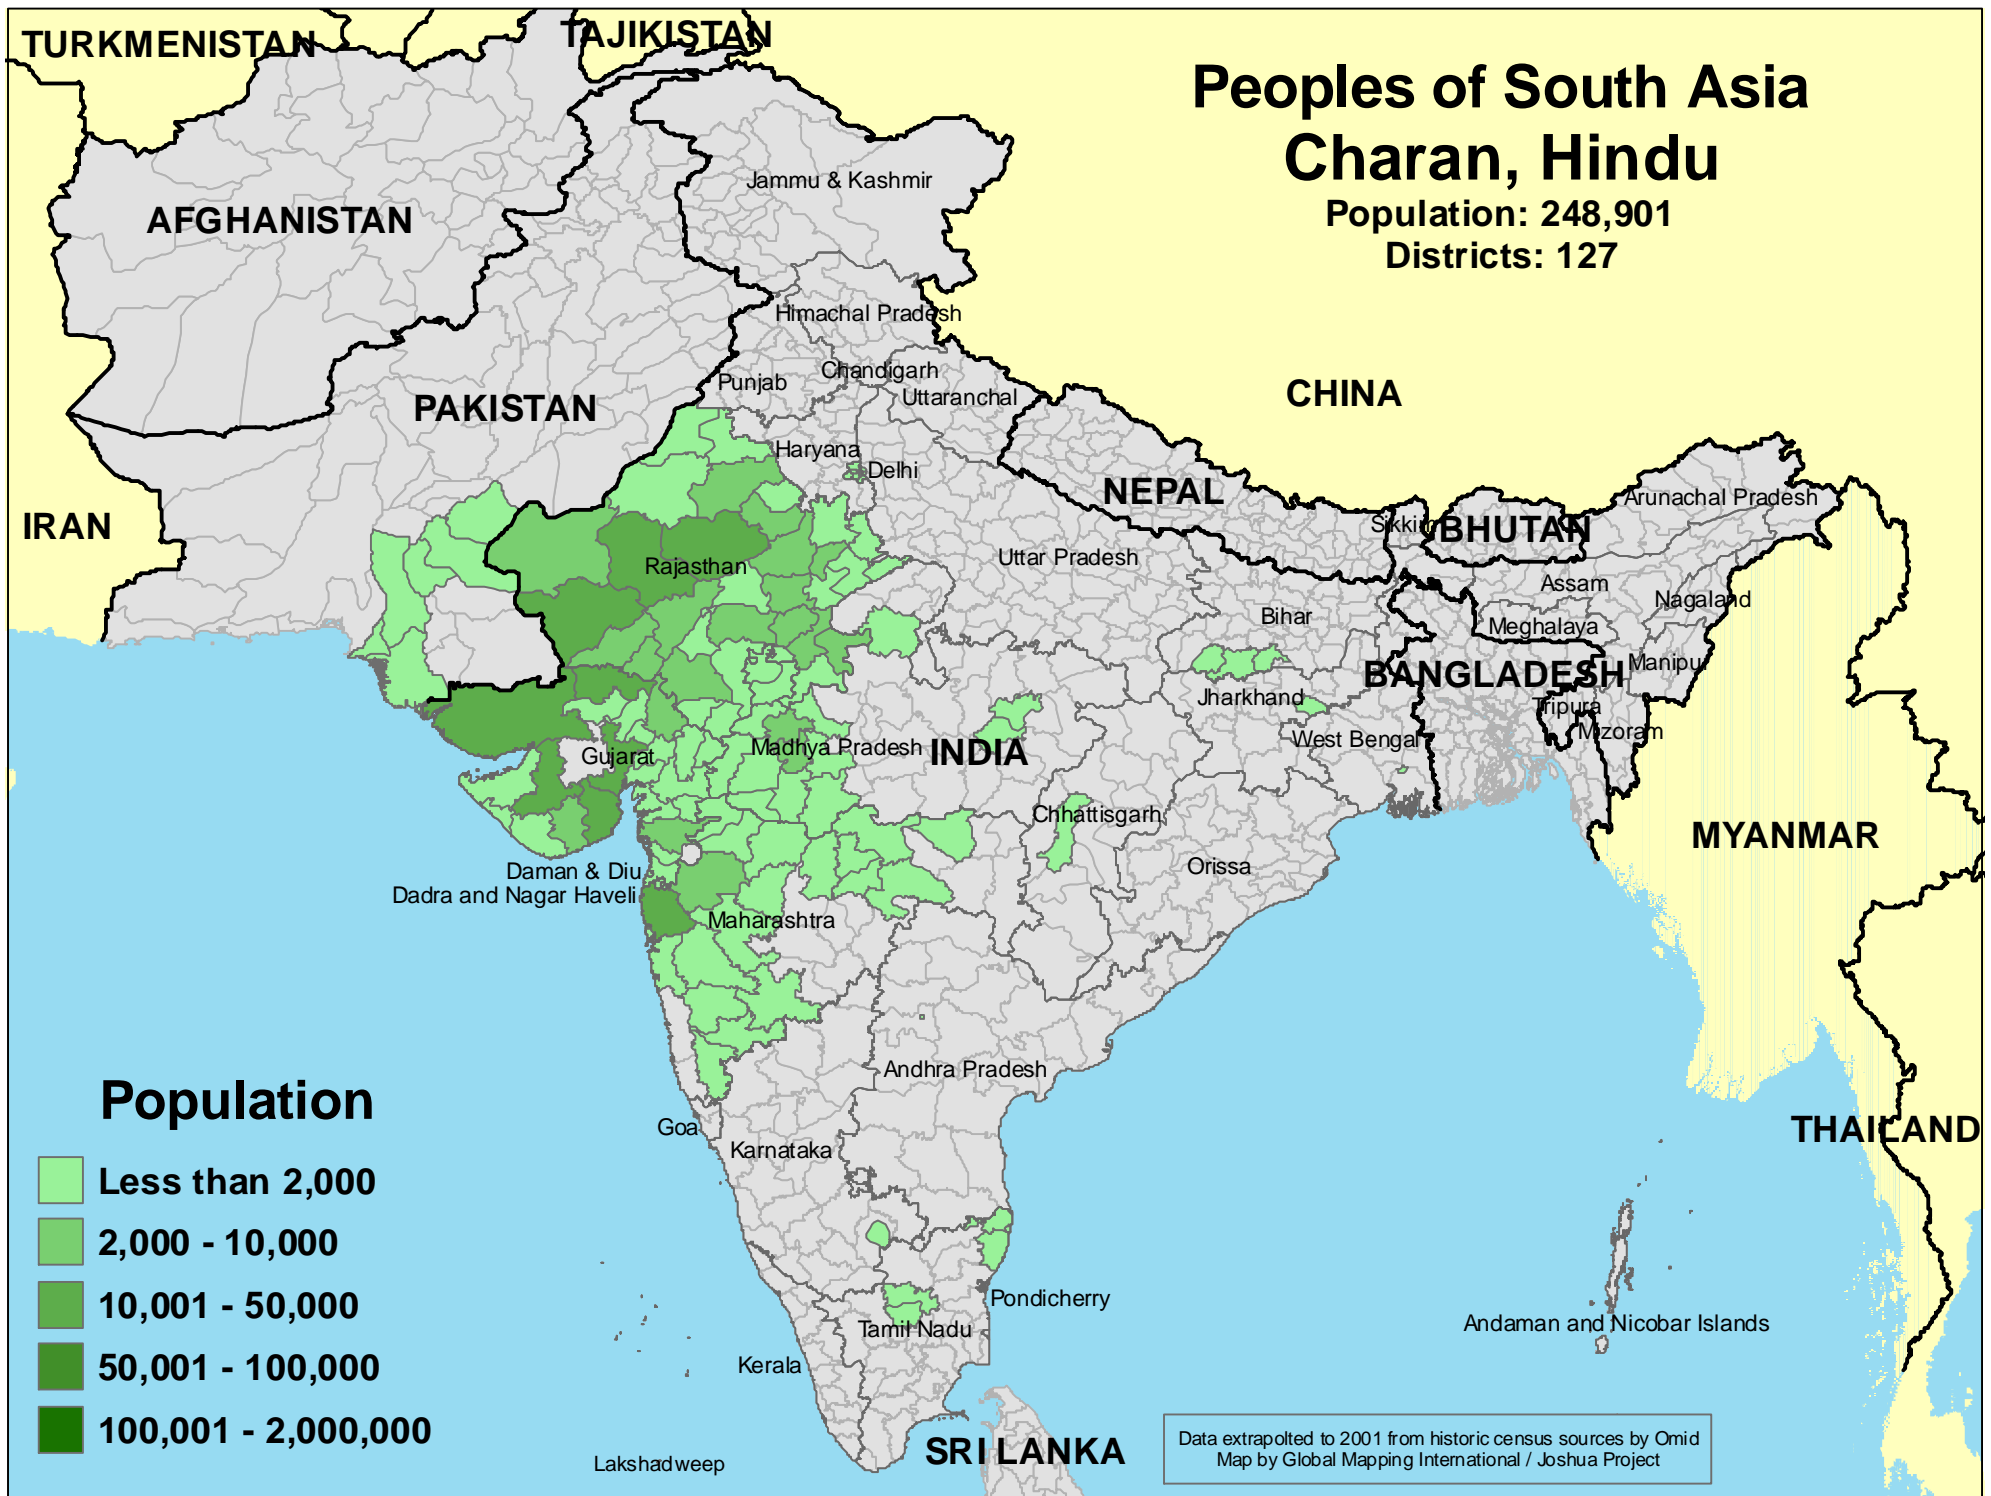 TURKMENISTAN
TAJIKISTAN
Peoples of South Asia
Charan, Hindu
Population: 248,901
Districts: 127
Jammu & Kashmir
AFGHANISTAN
Himachal Pradesh
Chandigarh
Punjab
Uttaranchal
CHINA
PAKISTAN
Haryana
Delhi
NEPAL
Arunachal Pradesh
IRAN
Sikkim
BHUTAN
Rajasthan
Uttar Pradesh
Assam
Nagaland
Bihar
Meghalaya
BANGLADESH
Manipu
Jharkhand
Tripura
Mizoram
West Bengal
Gujarat
Madhya Pradesh
INDIA
Chhattisgarh
MYANMAR
Orissa
Daman & Diu
Dadra and Nagar Haveli
Maharashtra
Andhra Pradesh
Goa
Karnataka
THAILAND
Population
Less than 2,000
2,000 - 10,000
10,001 - 50,000
50,001 - 100,000
100,001 - 2,000,000
Pondicherry
Tamil Nadu
Andaman and Nicobar Islands
Kerala
SRI LANKA
Lakshadweep
Data extrapolted to 2001 from historic census sources by Omid
Map by Global Mapping International / Joshua Project